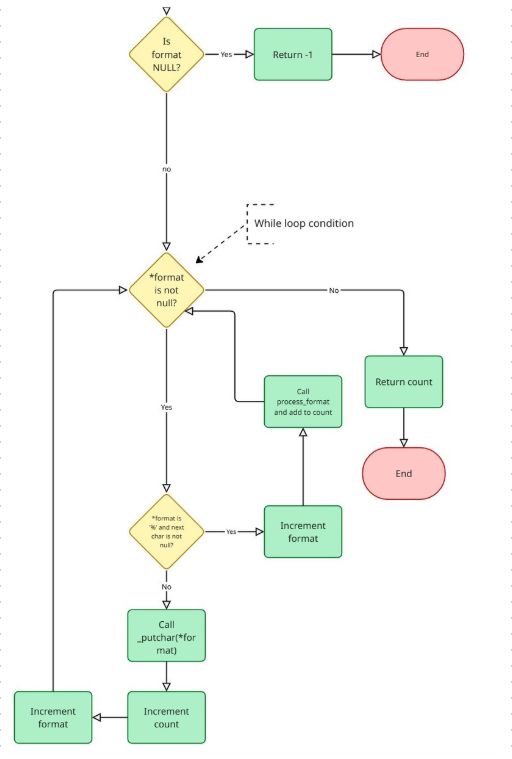 Is
format
NULL?
Yes
Return -1
End
no
While loop condition
*format
is not
null?
No
Return count
End
Yes
Call
process_format
and add to count
*format is
'%' and next
char is not
null?
Yes
Increment
format
No
Call
_putchar(*for
mat)
Increment
count
Increment
format